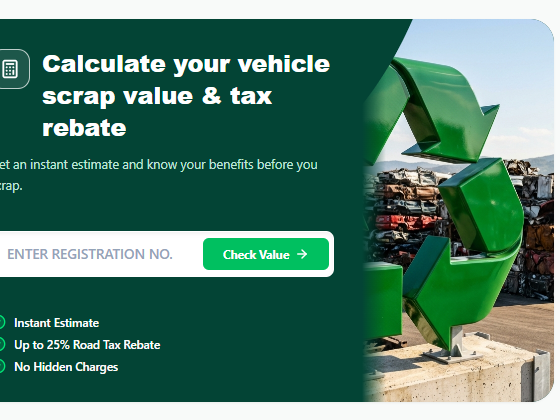 Calculate your vehicle
scrap value & tax
rebate
et an instant estimate and know your benefits before you
rap.
ENTER REGISTRATION NO.
Check Value →
Instant Estimate
Up to 25% Road Tax Rebate
No Hidden Charges